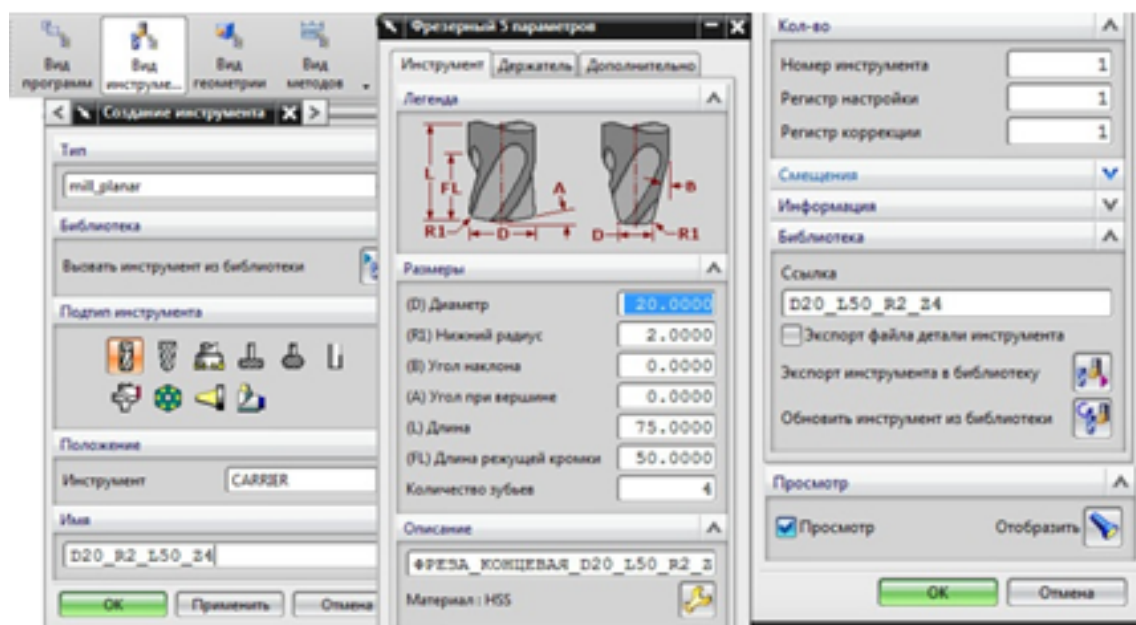 Вид программ
Вид инструме...
Вид геометрии
Вид методов
Создание инструмента
Тип
mill_planar
Библиотека
Вызвать инструмент из библиотеки
Подтип инструмента
Положение
Инструмент CARRIER
Имя
D20_R2_L50_Z4
OK Применить Отмена
Фрезерный 5 параметров
Инструмент Держатель Дополнительно
Легенда
L
FL
A
B
R1
D
D
R1
Размеры
(D) Диаметр 20.0000
(R1) Нижний радиус 2.0000
(B) Угол наклона 0.0000
(A) Угол при вершине 0.0000
(L) Длина 75.0000
(FL) Длина режущей кромки 50.0000
Количество зубьев 4
Описание
ФРЕЗА_КОНЦЕВАЯ_D20_L50_R2_Z
Материал : HSS
Кол-во
Номер инструмента 1
Регистр настройки 1
Регистр коррекции 1
Смещения
Информация
Библиотека
Ссылка
D20_L50_R2_Z4
Экспорт файла детали инструмента
Экспорт инструмента в библиотеку
Обновить инструмент из библиотеки
Просмотр
Просмотр Отобразить
OK Отмена